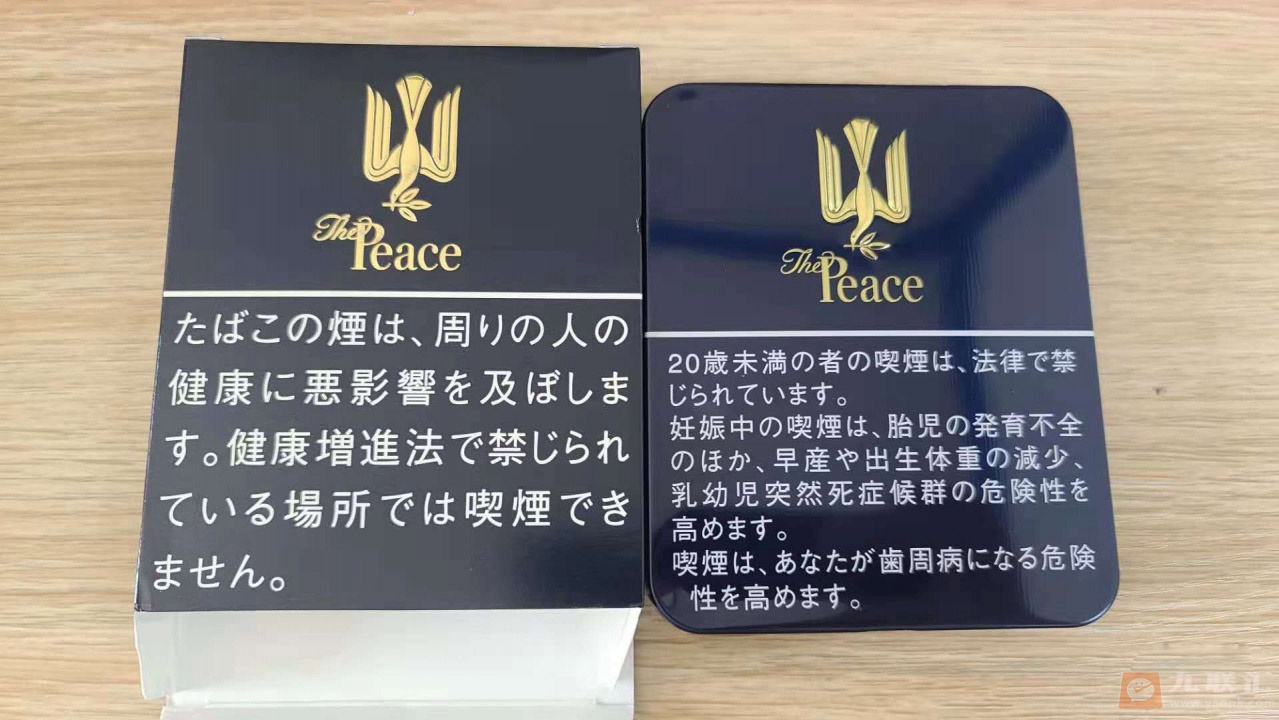 The
Peace
たばこの煙は、周りの人の
健康に悪影響を及ぼしま
す。健康増進法で禁じられ
ている場所では喫煙でき
ません。
The
Peace
20歳未満の者の喫煙は、法律で禁
じられています。
妊娠中の喫煙は、胎児の発育不全
のほか、早産や出生体重の減少、
乳幼児突然死症候群の危険性を
高めます。
喫煙は、あなたが歯周病になる危険
性を高めます。